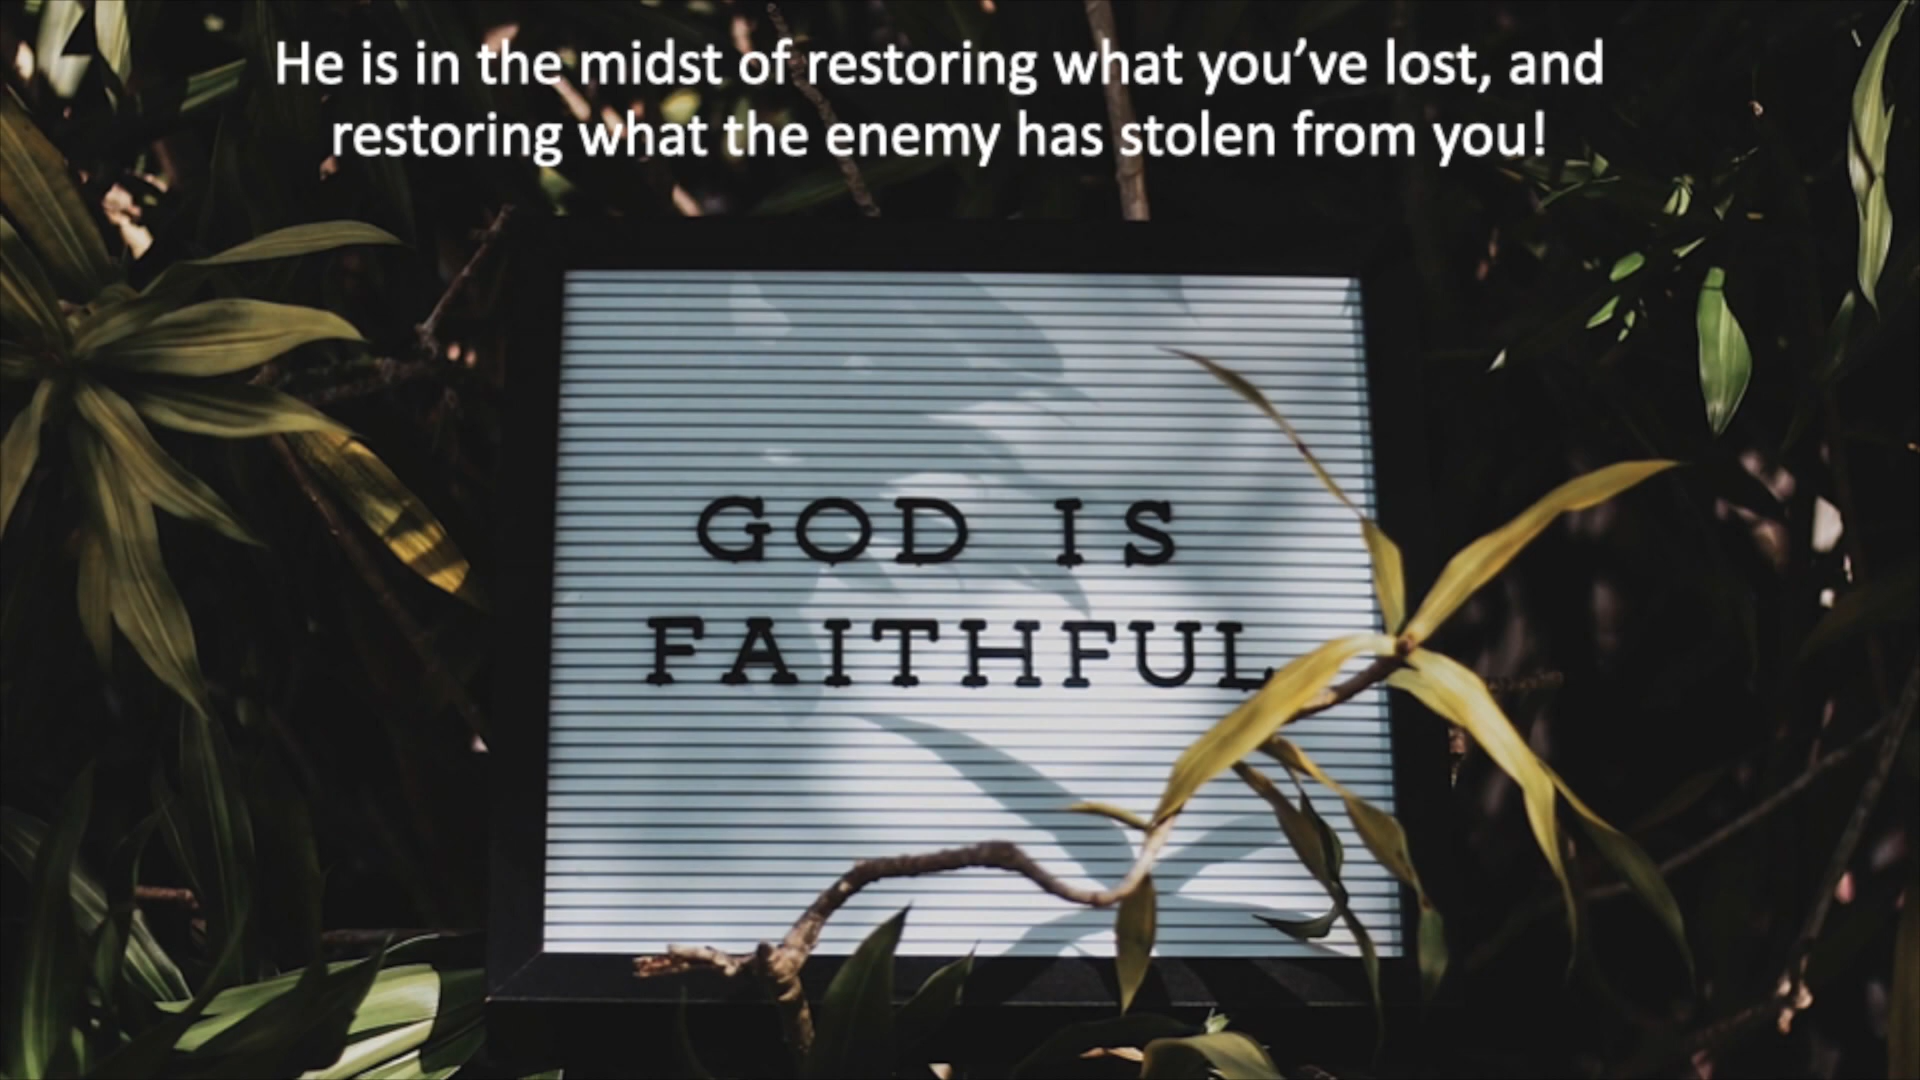 He is in the midst of restoring what you’ve lost, and
restoring what the enemy has stolen from you!
GOD IS
FAITHFUL